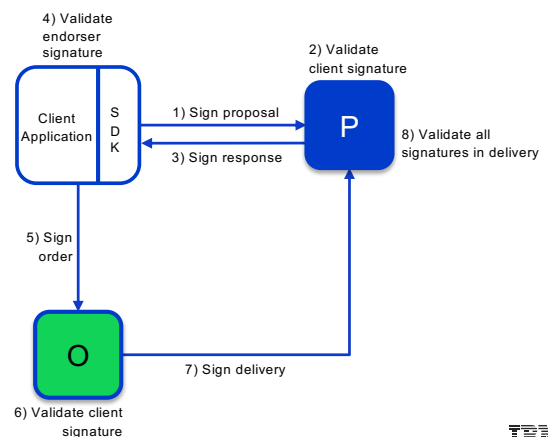 4) Validate
endorser
signature
2) Validate
client signature
Client
Application
S
D
K
1) Sign proposal
P
3) Sign response
8) Validate all
signatures in delivery
5) Sign
order
O
7) Sign delivery
6) Validate client
signature